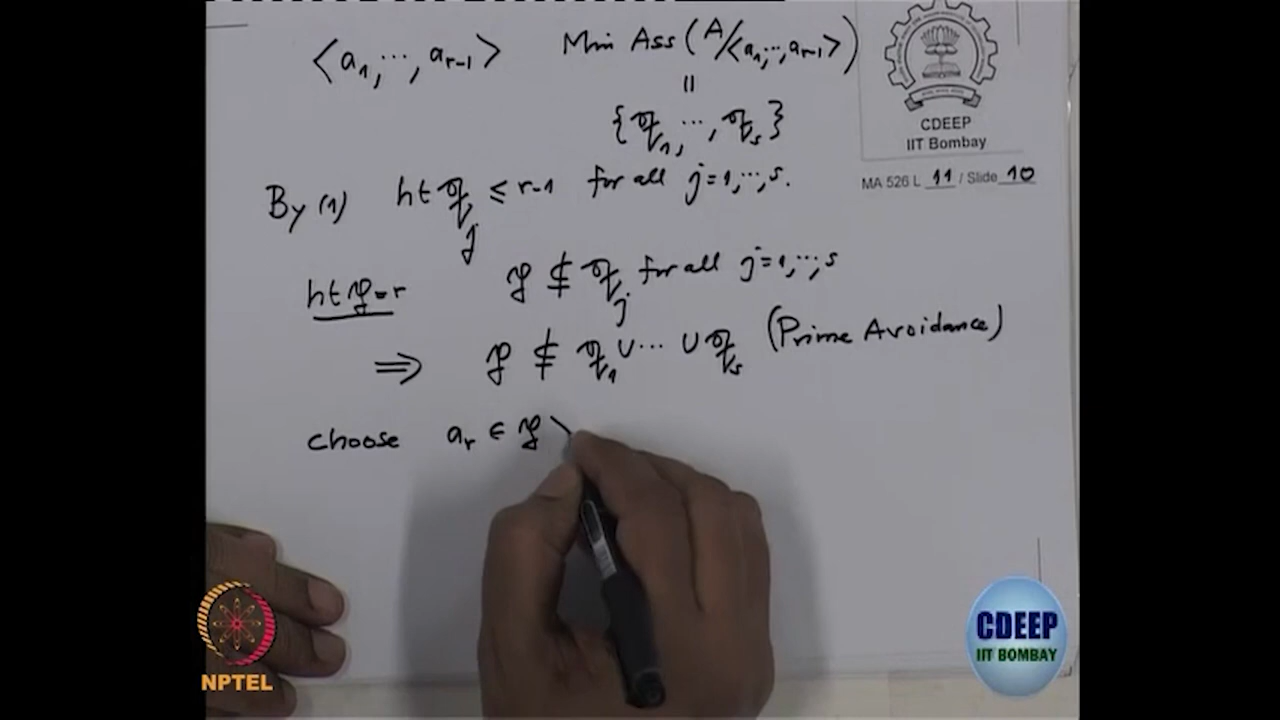 ⟨a₁, ⋯, aᵣ₋₁⟩ Min Ass (A/⟨a₁, ⋯, aᵣ₋₁⟩)
=
{𝔮₁, ⋯, 𝔮ₛ}
CDEEP
IIT Bombay
MA 526 L 11 / Slide 10
By (1) ht 𝔮ⱼ ≤ r-1 for all j=1, ⋯, s.
ht 𝔭=r 𝔭 ⊄ 𝔮ⱼ for all j=1, ⋯, s
⟹ 𝔭 ⊄ 𝔮₁ ∪ ⋯ ∪ 𝔮ₛ (Prime Avoidance)
choose aᵣ ∈ 𝔭 \
NPTEL
CDEEP
IIT BOMBAY